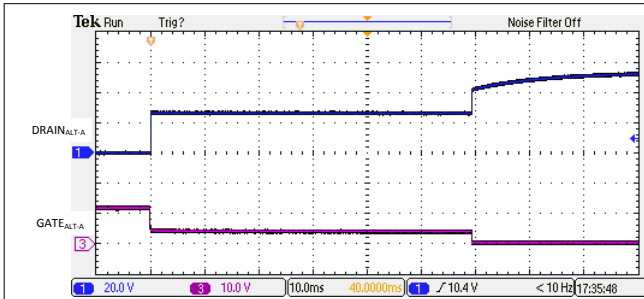 Tek Run Trig? Noise Filter Off
DRAINALT-A
1
GATEALT-A
3
1 20.0 V 3 10.0 V 10.0ms 40.0000ms 1 10.4 V < 10 Hz 17:35:48